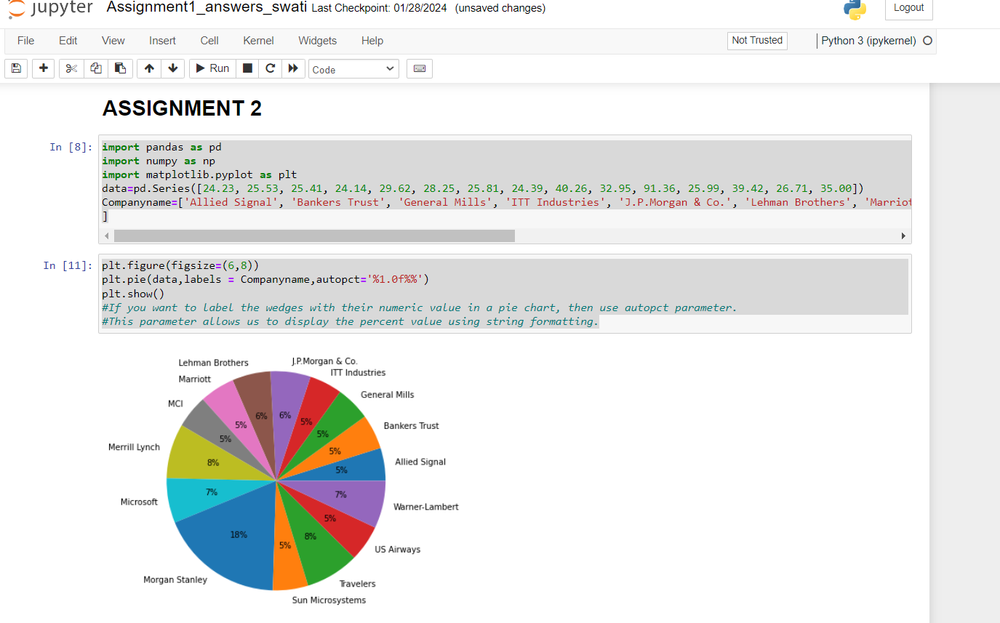 jupyter Assignment1_answers_swati Last Checkpoint: 01/28/2024 (unsaved changes) Logout
File Edit View Insert Cell Kernel Widgets Help Not Trusted Python 3 (ipykernel)
Run Code
ASSIGNMENT 2
In [8]: import pandas as pd
import numpy as np
import matplotlib.pyplot as plt
data=pd.Series([24.23, 25.53, 25.41, 24.14, 29.62, 28.25, 25.81, 24.39, 40.26, 32.95, 91.36, 25.99, 39.42, 26.71, 35.00])
Companyname=['Allied Signal', 'Bankers Trust', 'General Mills', 'ITT Industries', 'J.P.Morgan & Co.', 'Lehman Brothers', 'Marriot
]
In [11]: plt.figure(figsize=(6,8))
plt.pie(data,labels = Companyname,autopct='%1.0f%%')
plt.show()
#If you want to label the wedges with their numeric value in a pie chart, then use autopct parameter.
#This parameter allows us to display the percent value using string formatting.
Lehman Brothers J.P.Morgan & Co.
Marriott ITT Industries
MCI General Mills
6% 6%
5% 5% Bankers Trust
5% 5%
Merrill Lynch 5%
8% 5% Allied Signal
Microsoft 7% 7% Warner-Lambert
5%
18% 5% 8% US Airways
Morgan Stanley Travelers
Sun Microsystems